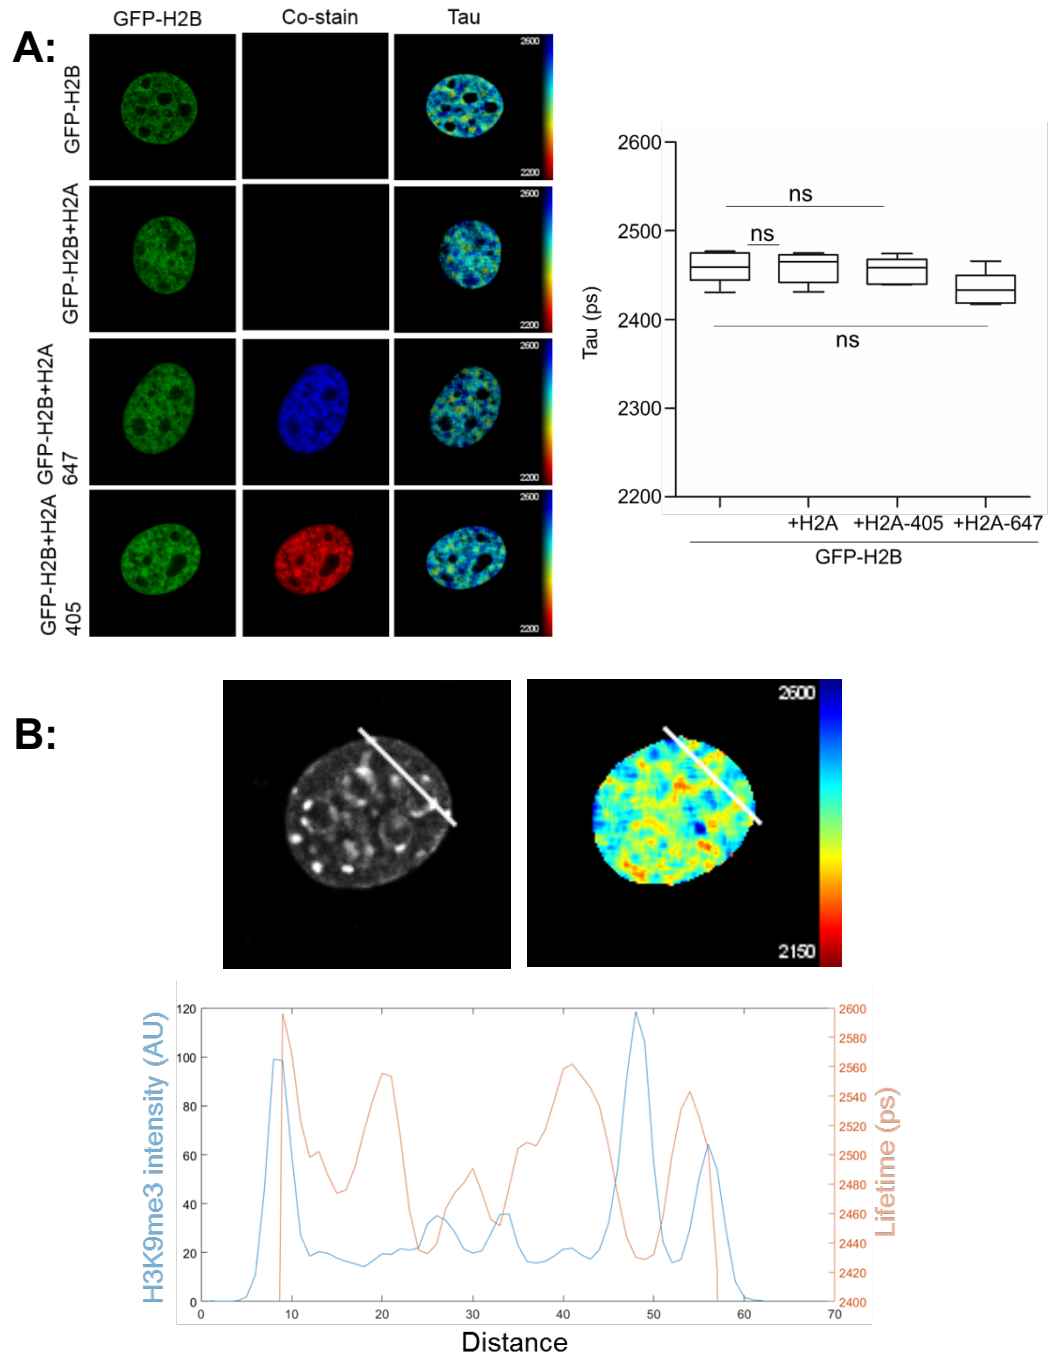 A:
GFP-H2B
Co-stain
Tau
GFP-H2B
2600
2200
GFP-H2B+H2A
2600
2200
GFP-H2B+H2A
647
2600
2200
GFP-H2B+H2A
405
2600
2200
Tau (ps)
2600
2500
2400
2300
2200
ns
ns
ns
+H2A
+H2A-405
+H2A-647
GFP-H2B
B:
2600
2150
H3K9me3 intensity (AU)
120
100
80
60
40
20
0
0
10
20
30
40
50
60
70
Distance
2600
2580
2560
2540
2520
2500
2480
2460
2440
2420
2400
Lifetime (ps)